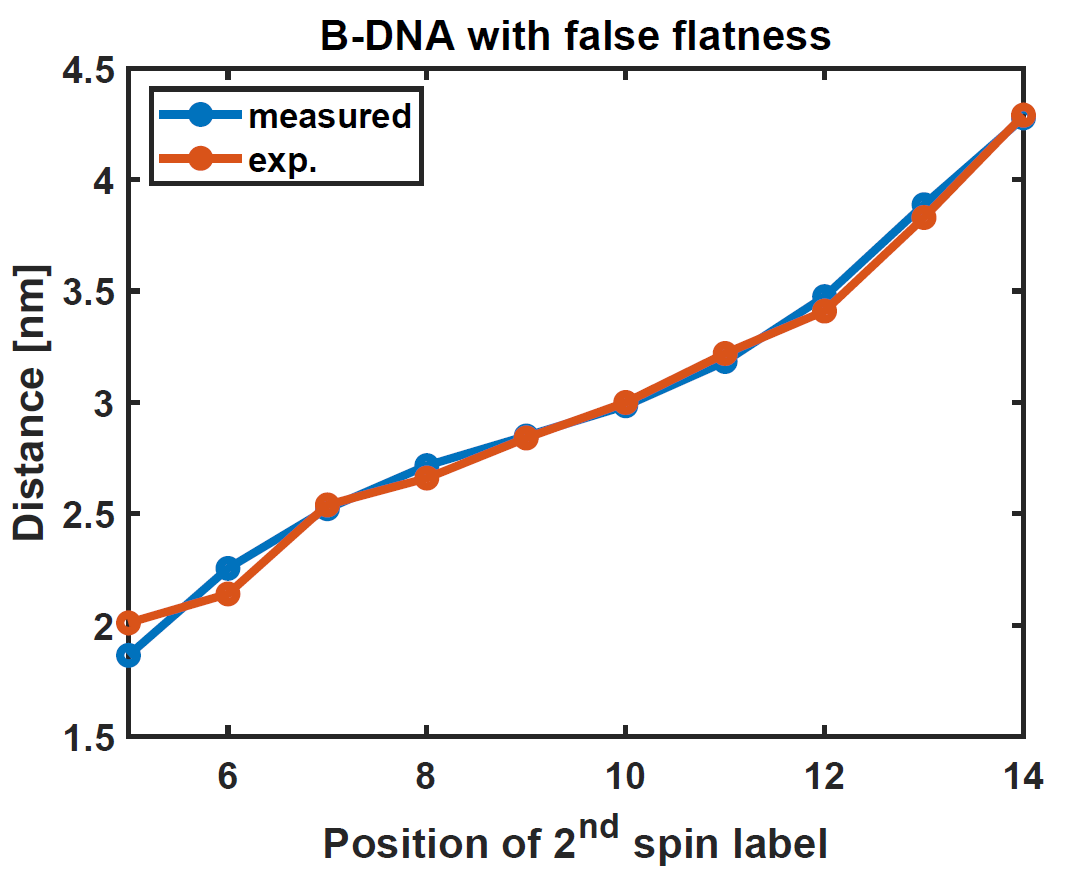 B-DNA with false flatness
measured
exp.
4.5
4
3.5
3
2.5
2
1.5
Distance [nm]
6 8 10 12 14
Position of 2nd spin label